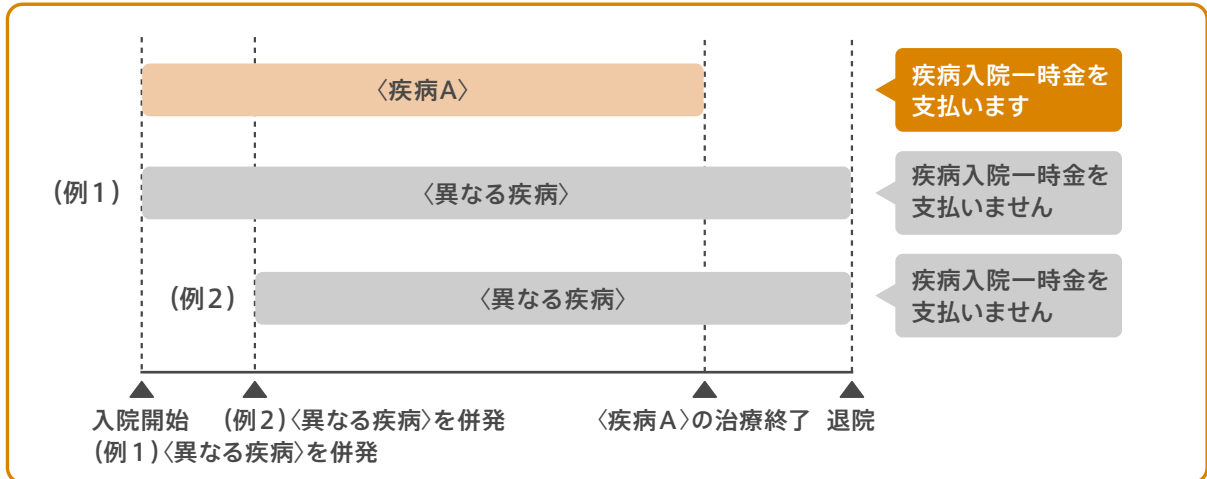 〈疾病A〉
疾病入院一時金を
支払います
(例1)
〈異なる疾病〉
疾病入院一時金を
支払いません
(例2)
〈異なる疾病〉
疾病入院一時金を
支払いません
入院開始
(例1)〈異なる疾病〉を併発
(例2)〈異なる疾病〉を併発
〈疾病A〉の治療終了
退院